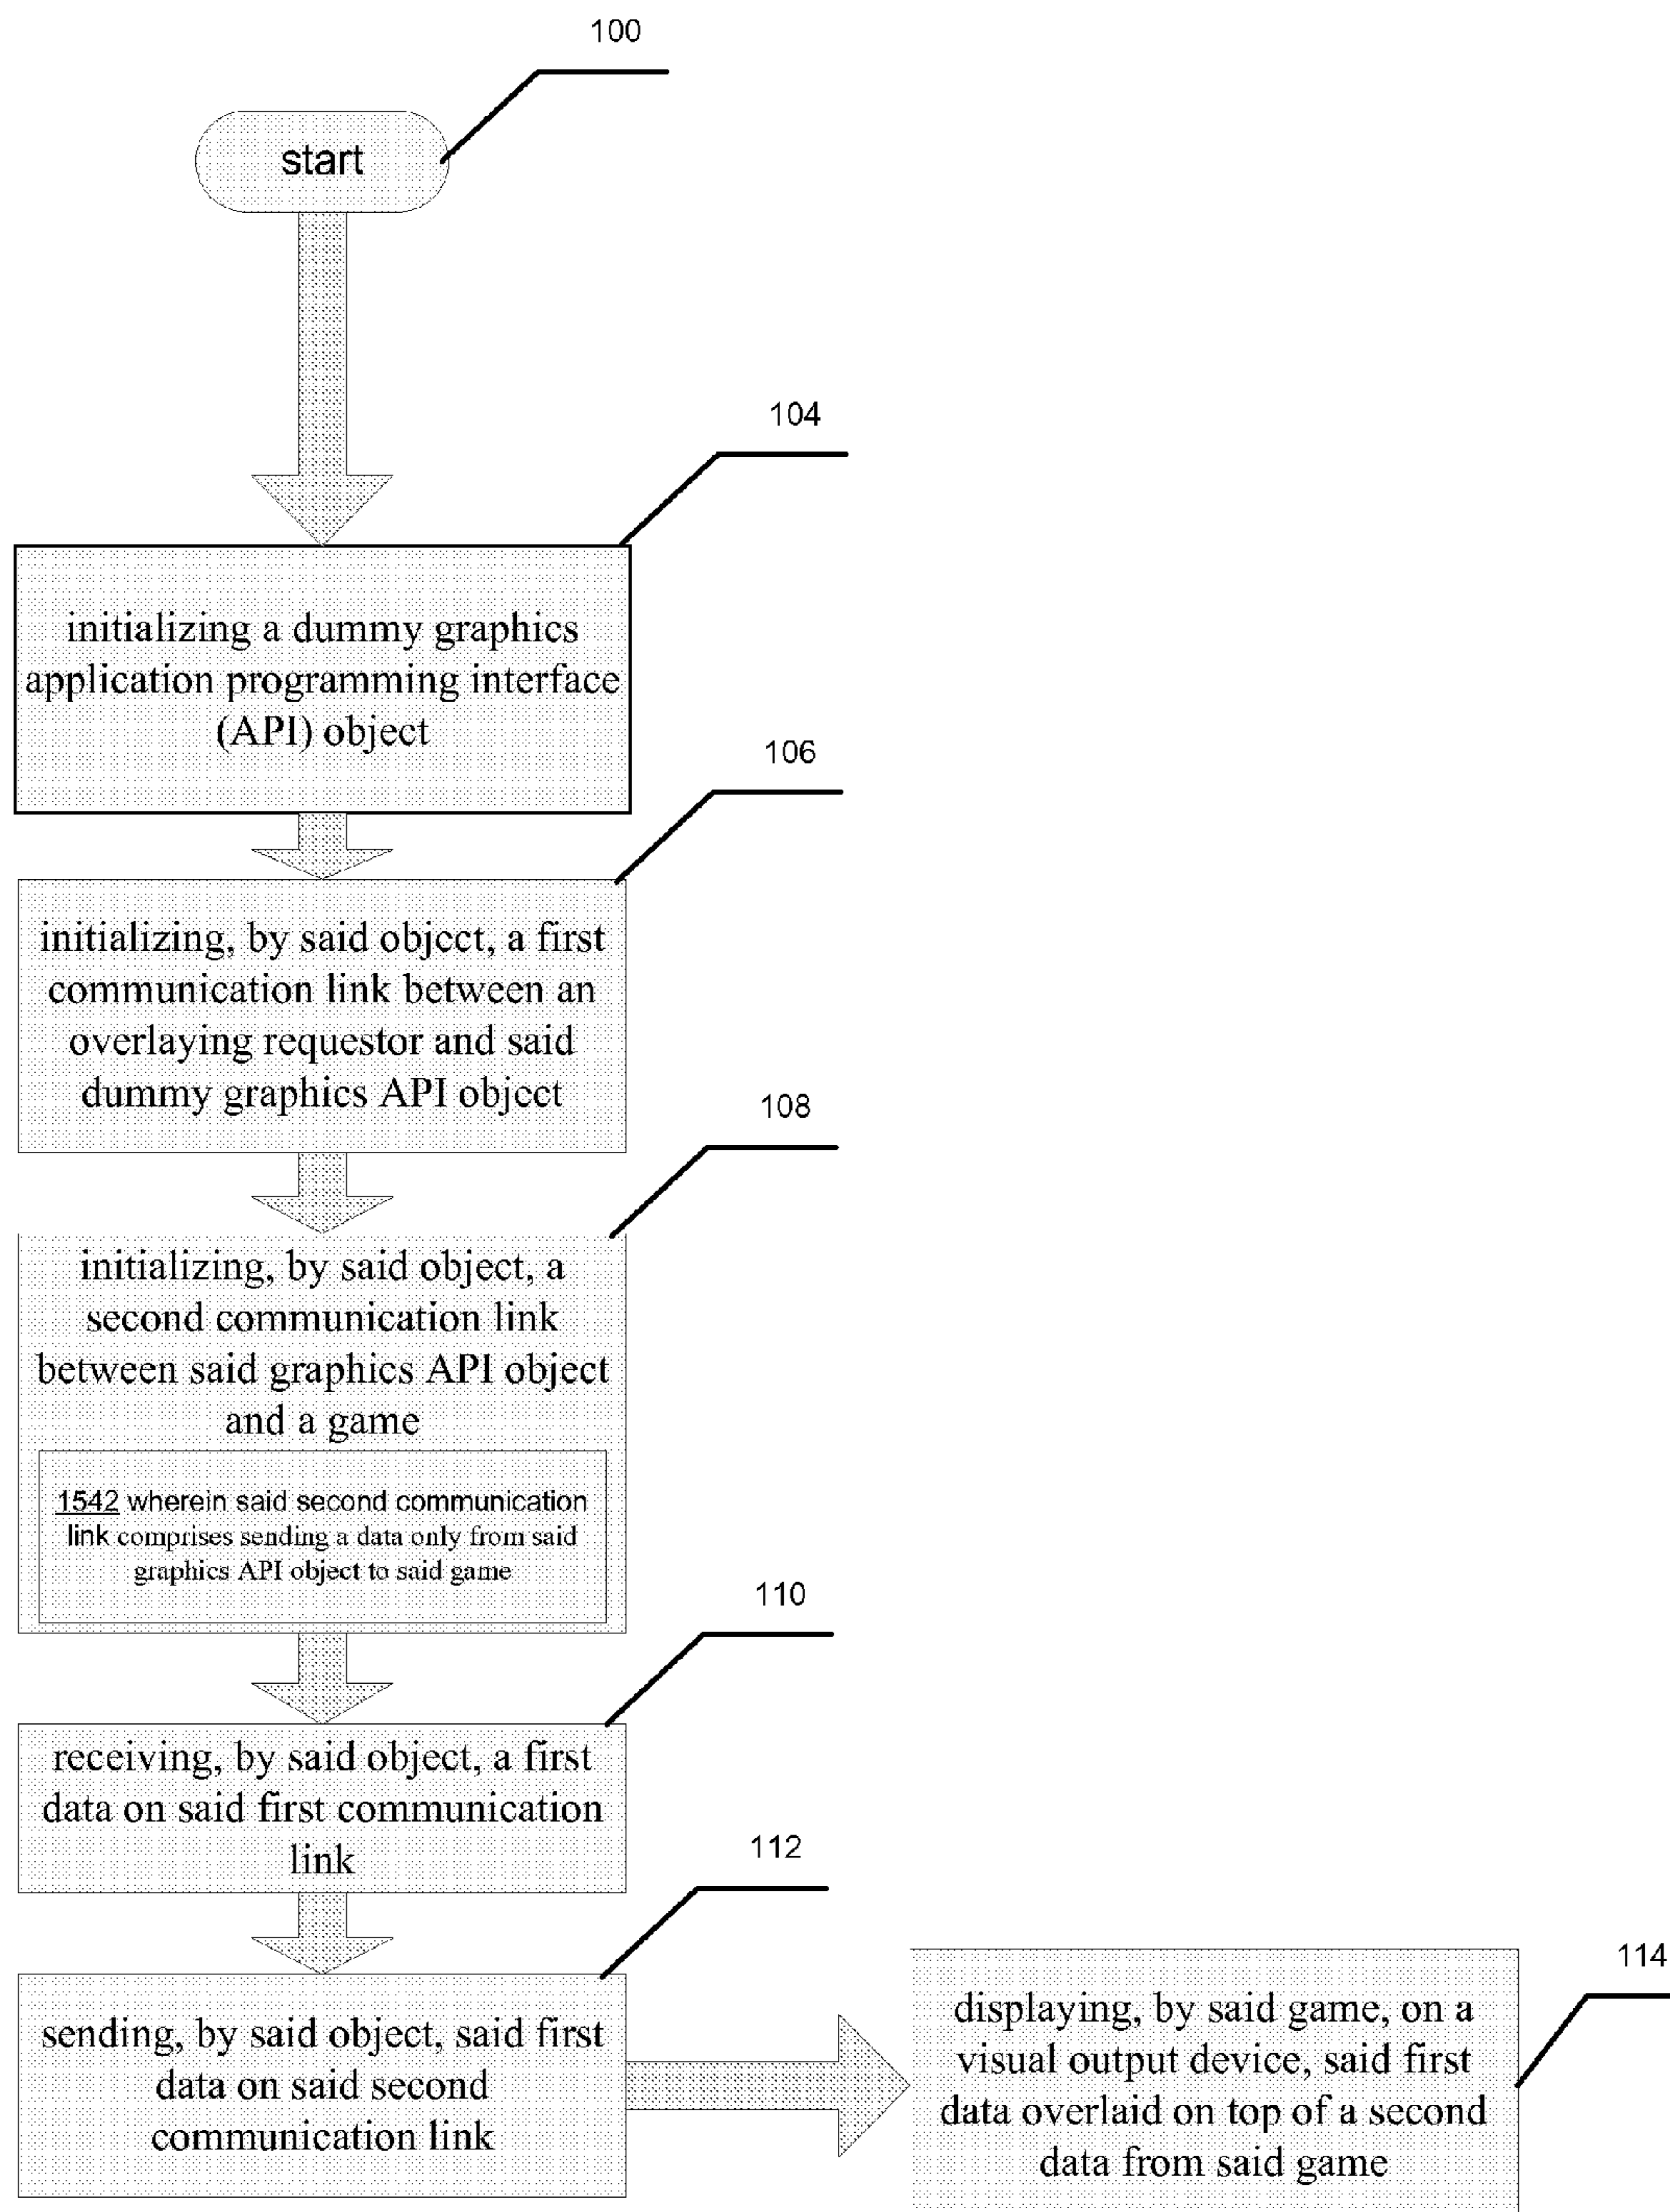 100
start
104
initializing a dummy graphics
application programming interface
(API) object
106
initializing, by said object, a first
communication link between an
overlaying requestor and said
dummy graphics API object
108
initializing, by said object, a
second communication link
between said graphics API object
and a game
1542 wherein said second communication
link comprises sending a data only from said
graphics API object to said game
110
receiving, by said object, a first
data on said first communication
link
112
sending, by said object, said first
data on said second
communication link
114
displaying, by said game, on a
visual output device, said first
data overlaid on top of a second
data from said game